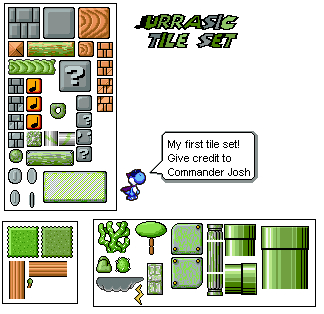 JURRASIC
TILE SET
?
?
My first tile set!
Give credit to
Commander Josh